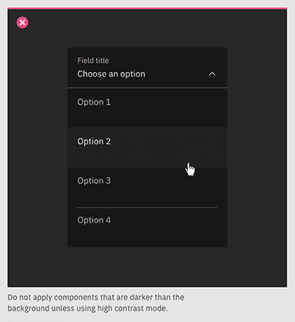 Field title
Choose an option
Option 1
Option 2
Option 3
Option 4
Do not apply components that are darker than the
background unless using high contrast mode.